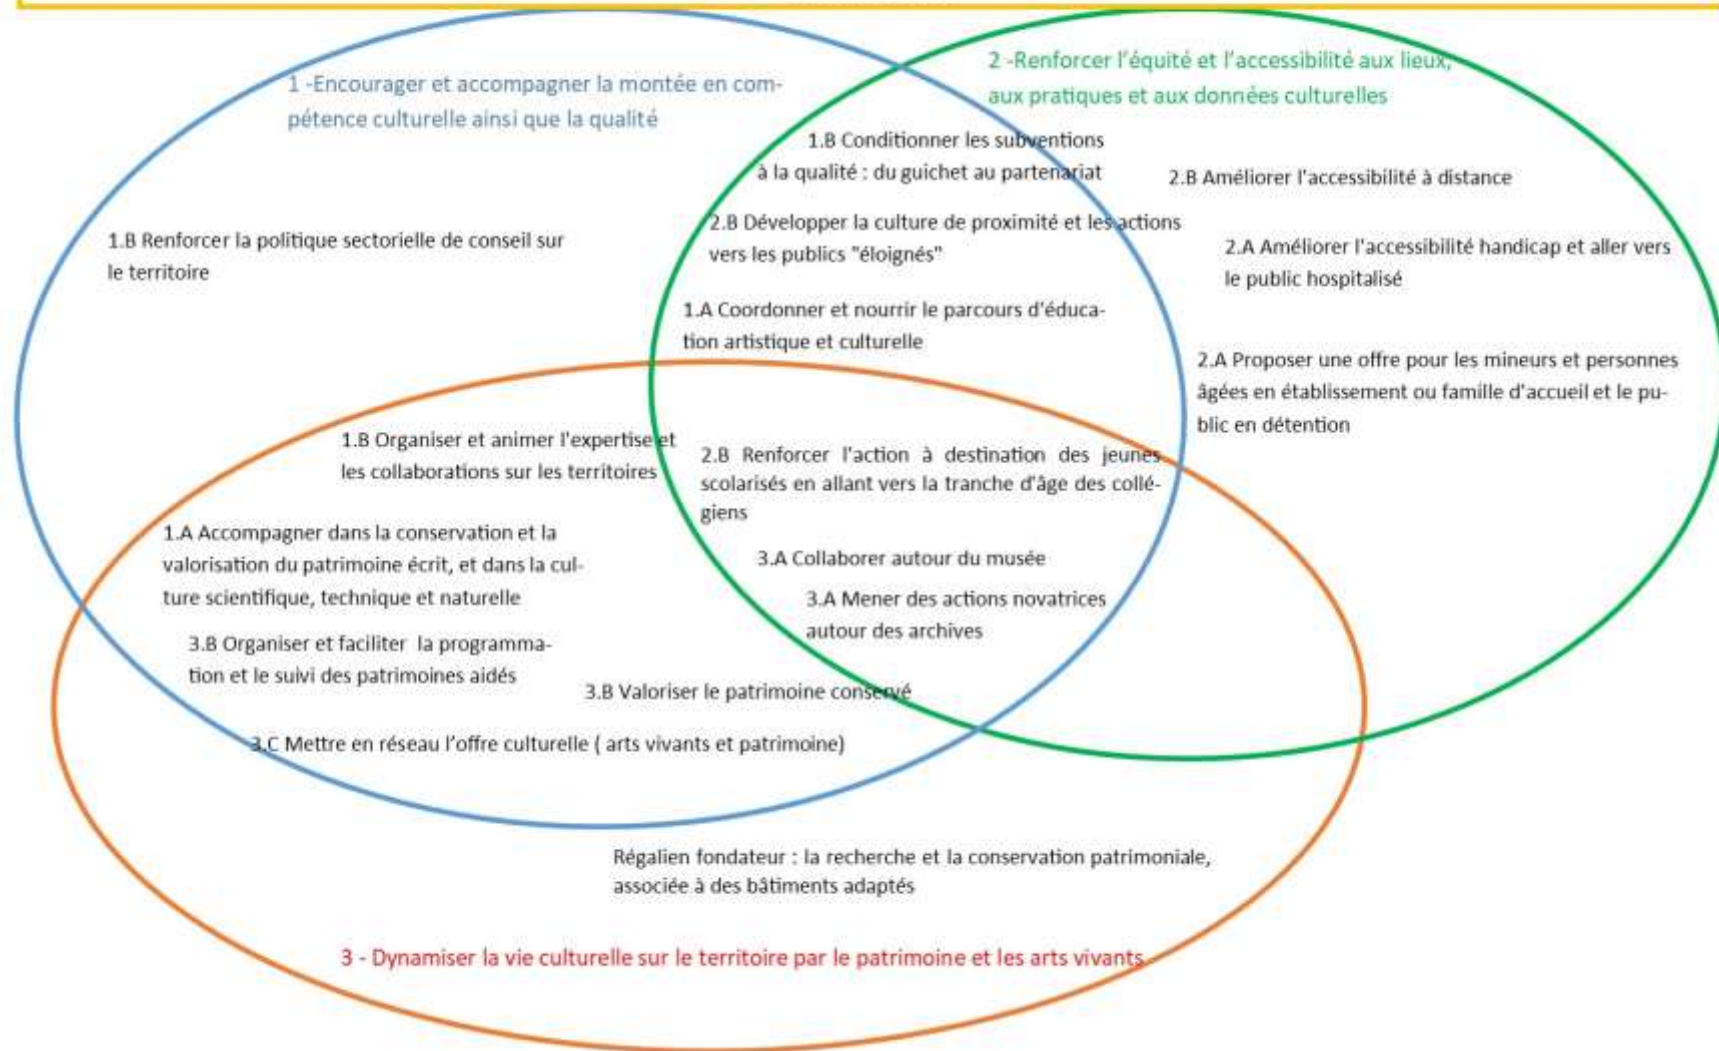 1 -Encourager et accompagner la montée en com-
pétence culturelle ainsi que la qualité
2 -Renforcer l'équité et l'accessibilité aux lieux,
aux pratiques et aux données culturelles
1.B Conditionner les subventions
à la qualité : du guichet au partenariat
2.B Améliorer l'accessibilité à distance
2.B Développer la culture de proximité et les actions
vers les publics "éloignés"
1.B Renforcer la politique sectorielle de conseil sur
le territoire
2.A Améliorer l'accessibilité handicap et aller vers
le public hospitalisé
1.A Coordonner et nourrir le parcours d'éduca-
tion artistique et culturelle
2.A Proposer une offre pour les mineurs et personnes
âgées en établissement ou famille d'accueil et le pu-
blic en détention
1.B Organiser et animer l'expertise et
les collaborations sur les territoires
2.B Renforcer l'action à destination des jeunes
scolarisés en allant vers la tranche d'âge des collé-
giens
1.A Accompagner dans la conservation et la
valorisation du patrimoine écrit, et dans la cul-
ture scientifique, technique et naturelle
3.A Collaborer autour du musée
3.A Mener des actions novatrices
autour des archives
3.B Organiser et faciliter la programma-
tion et le suivi des patrimoines aidés
3.B Valoriser le patrimoine conservé
3.C Mettre en réseau l'offre culturelle ( arts vivants et patrimoine)
Régalien fondateur : la recherche et la conservation patrimoniale,
associée à des bâtiments adaptés
3 - Dynamiser la vie culturelle sur le territoire par le patrimoine et les arts vivants